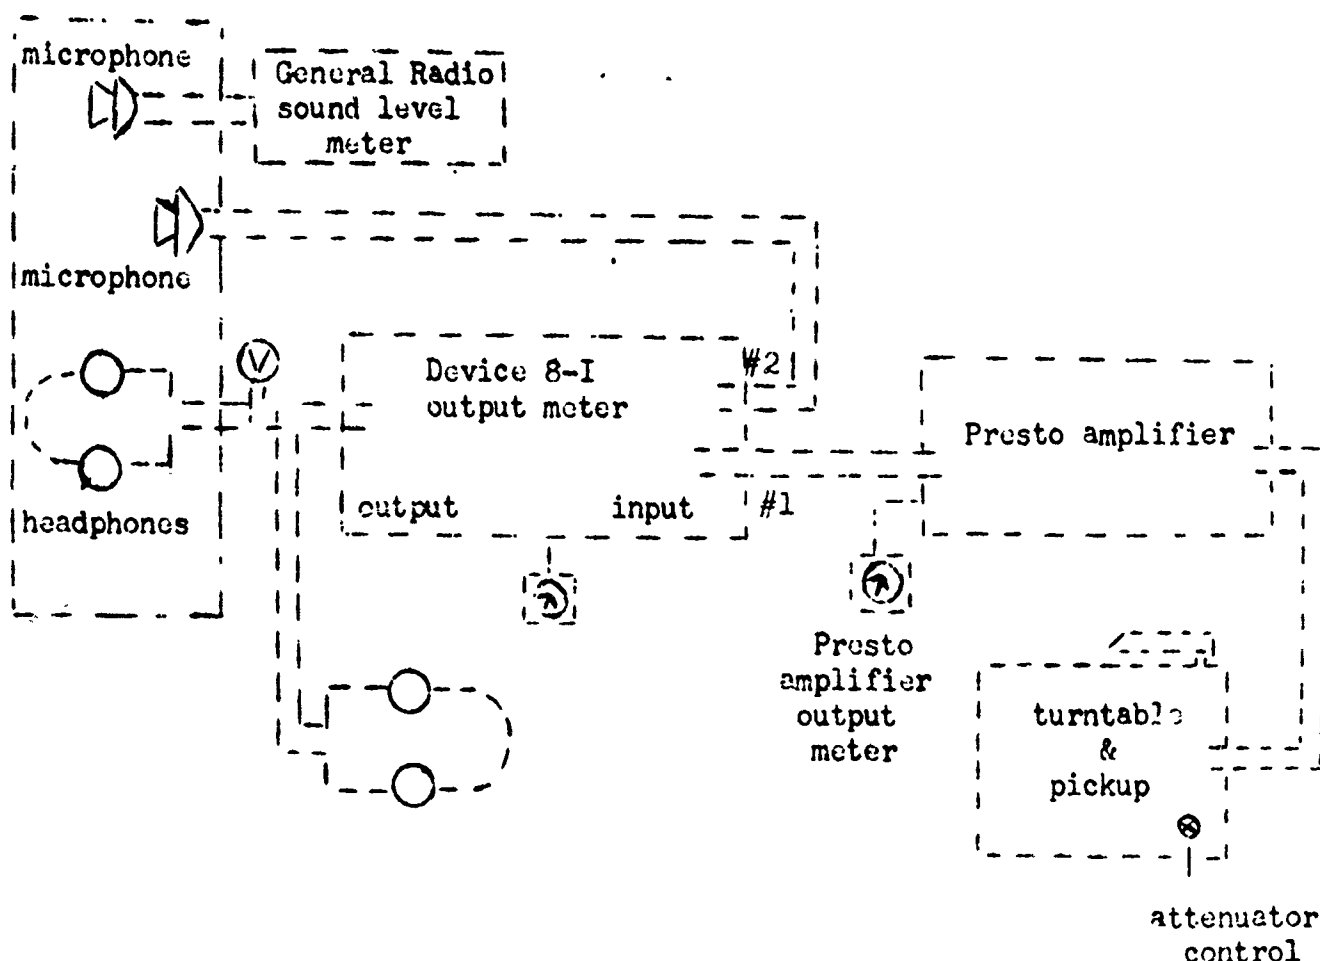 microphone
General Radio
sound level
meter
microphone
V
Device 8-I
output meter
#2
Presto amplifier
output
input
#1
headphones
Presto
amplifier
output
meter
turntable
&
pickup
attenuator
control